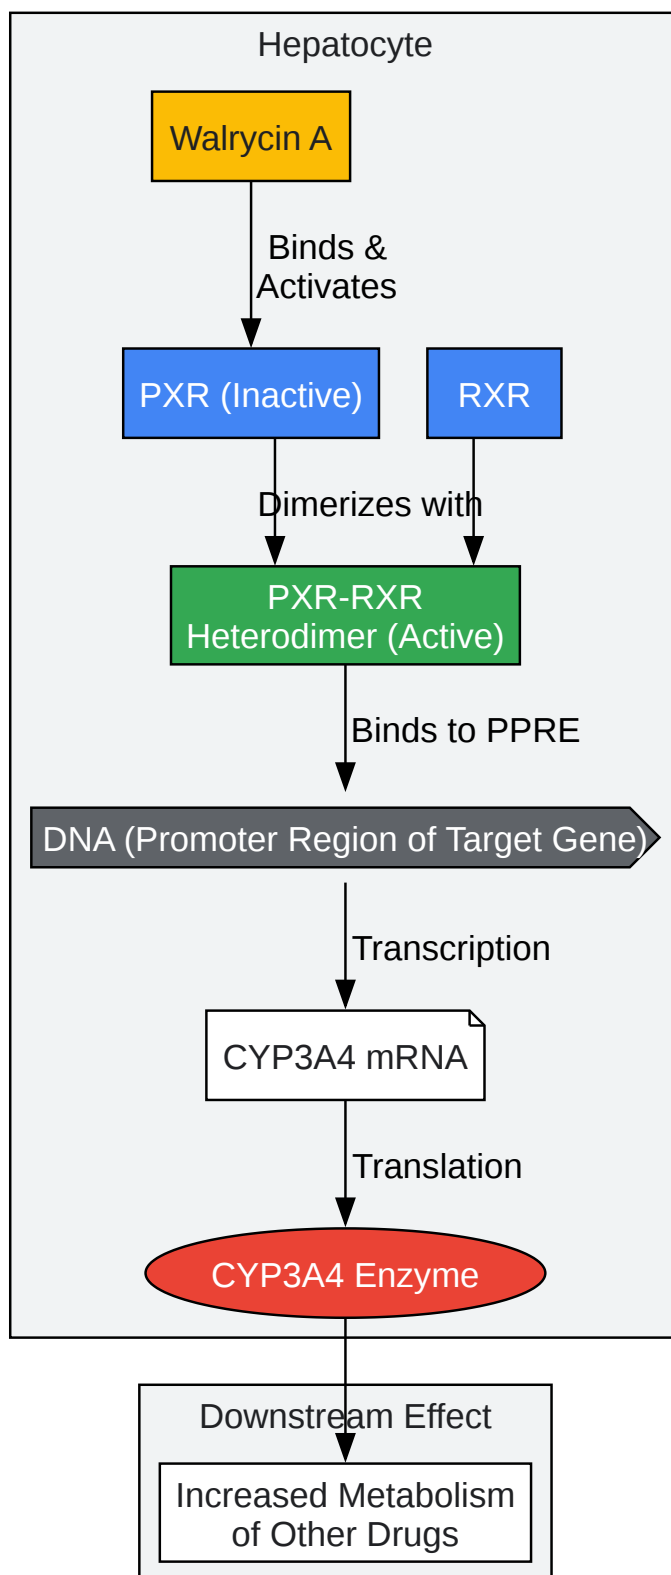 Hepatocyte
Walrycin A
Binds &
Activates
PXR (Inactive)
RXR
Dimerizes with
PXR-RXR
Heterodimer (Active)
Binds to PPRE
DNA (Promoter Region of Target Gene)
Transcription
CYP3A4 mRNA
Translation
CYP3A4 Enzyme
Downstream Effect
Increased Metabolism
of Other Drugs